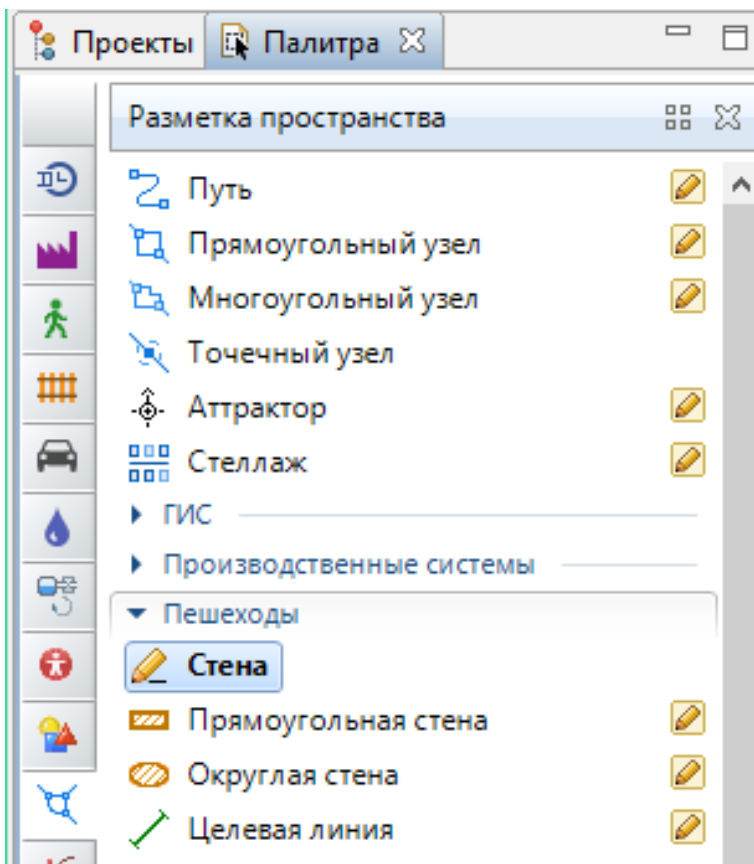 Проекты Палитра
Разметка пространства
Путь
Прямоугольный узел
Многоугольный узел
Точечный узел
Аттрактор
Стеллаж
ГИС
Производственные системы
Пешеходы
Стена
Прямоугольная стена
Округлая стена
Целевая линия